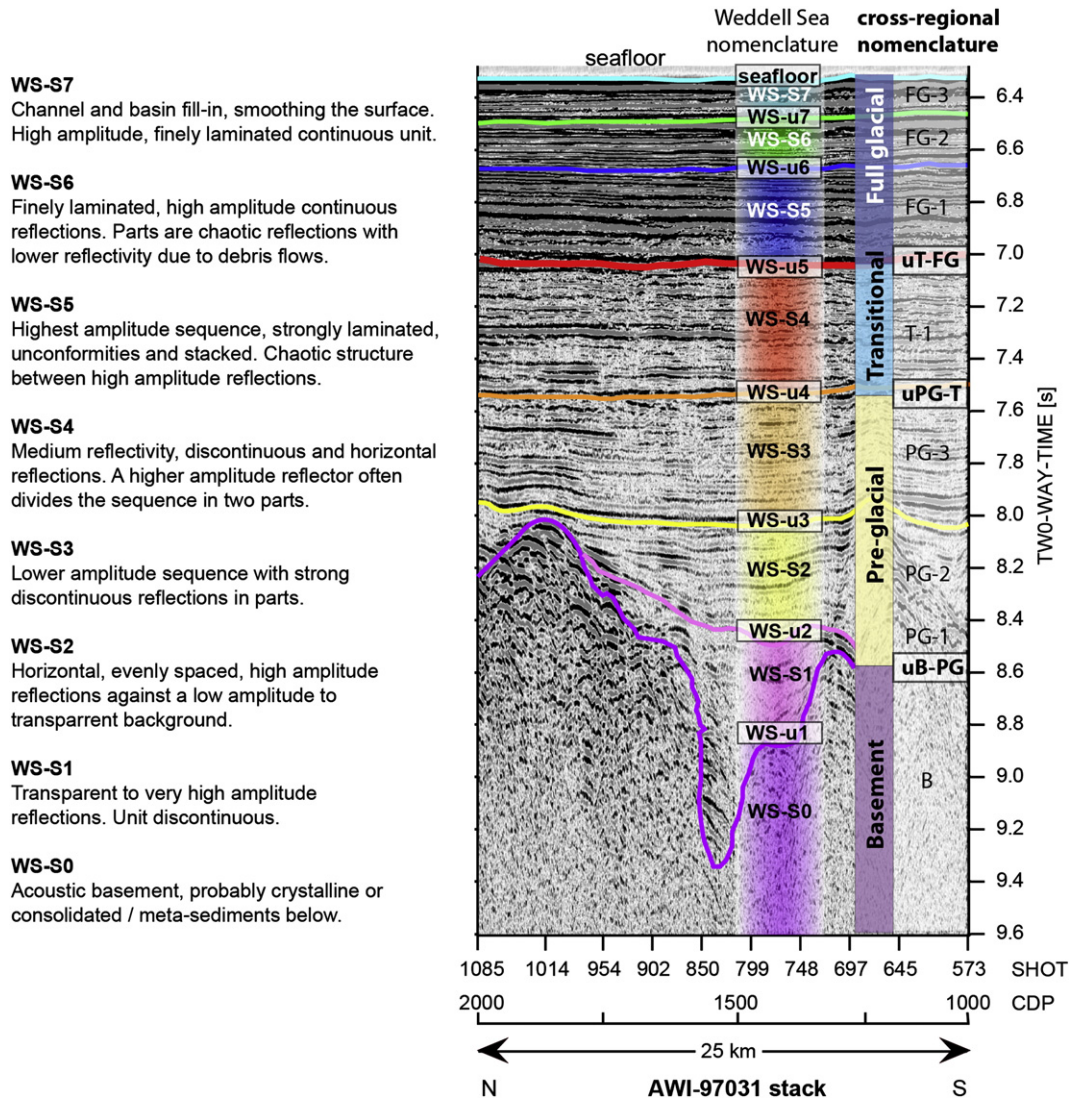 WS-S7
Channel and basin fill-in, smoothing the surface.
High amplitude, finely laminated continuous unit.
WS-S6
Finely laminated, high amplitude continuous
reflections. Parts are chaotic reflections with
lower reflectivity due to debris flows.
WS-S5
Highest amplitude sequence, strongly laminated,
unconformities and stacked. Chaotic structure
between high amplitude reflections.
WS-S4
Medium reflectivity, discontinuous and horizontal
reflections. A higher amplitude reflector often
divides the sequence in two parts.
WS-S3
Lower amplitude sequence with strong
discontinuous reflections in parts.
WS-S2
Horizontal, evenly spaced, high amplitude
reflections against a low amplitude to
transparrent background.
WS-S1
Transparent to very high amplitude
reflections. Unit discontinuous.
WS-S0
Acoustic basement, probably crystalline or
consolidated / meta-sediments below.
seafloor
Weddell Sea
nomenclature
cross-regional
nomenclature
seafloor
WS-S7
WS-u7
WS-S6
WS-u6
WS-S5
WS-u5
WS-S4
WS-u4
WS-S3
WS-u3
WS-S2
WS-u2
WS-S1
WS-u1
WS-S0
Full glacial
Transitional
Pre-glacial
Basement
FG-3
FG-2
FG-1
uT-FG
T-1
uPG-T
PG-3
PG-2
PG-1
uB-PG
B
6.4
6.6
6.8
7.0
7.2
7.4
7.6
7.8
8.0
8.2
8.4
8.6
8.8
9.0
9.2
9.4
9.6
TWO-WAY-TIME [s]
1085 1014 954 902 850 799 748 697 645 573 SHOT
2000 1500 1000 CDP
25 km
N AWI-97031 stack S